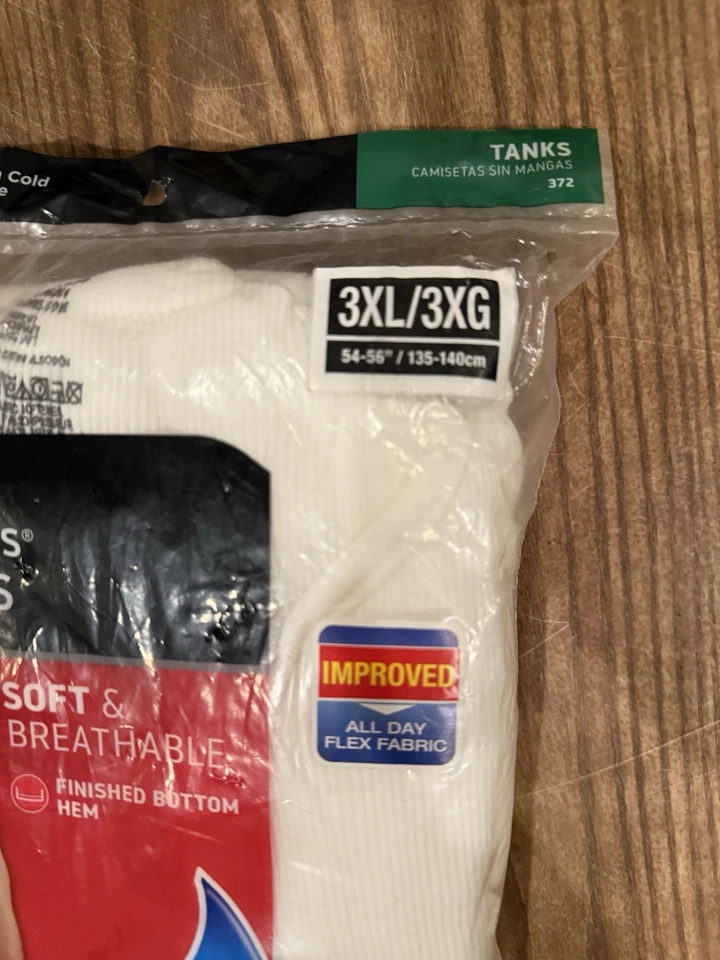 Cold
TANKS
CAMISETAS SIN MANGAS
372
3XL/3XG
54-56" / 135-140cm
S®
S
IMPROVED
ALL DAY
FLEX FABRIC
SOFT &
BREATHABLE
FINISHED BOTTOM
HEM